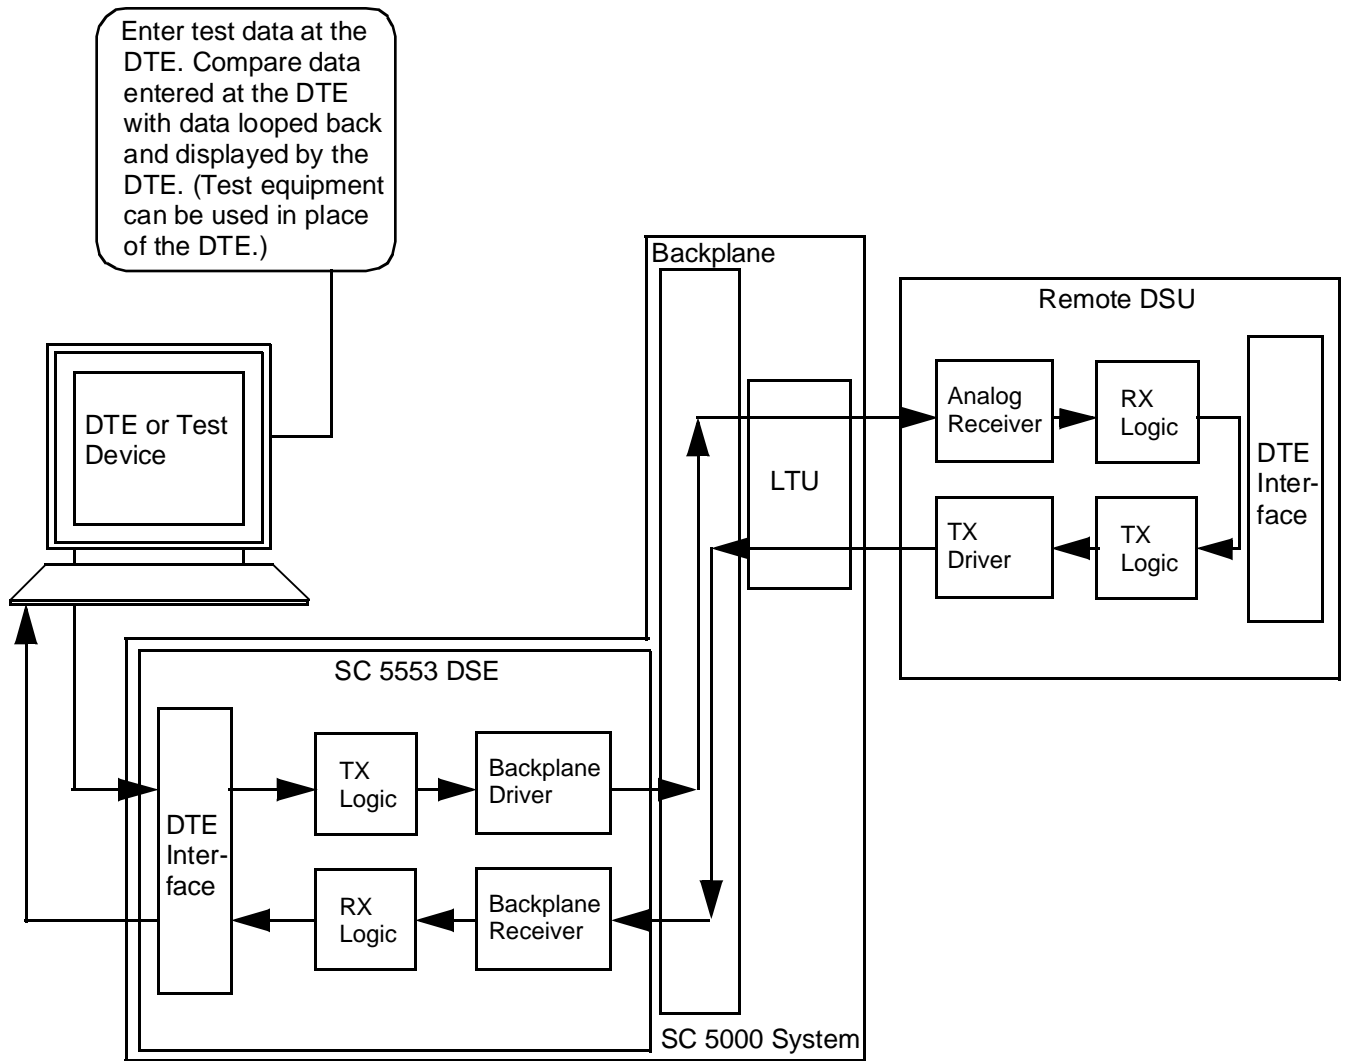 Enter test data at the
DTE. Compare data
entered at the DTE
with data looped back
and displayed by the
DTE. (Test equipment
can be used in place
of the DTE.)
Backplane
Remote DSU
DTE or Test
Device
Analog
Receiver
RX
Logic
DTE
Inter-
face
LTU
TX
Driver
TX
Logic
SC 5553 DSE
TX
Logic
Backplane
Driver
DTE
Inter-
face
RX
Logic
Backplane
Receiver
SC 5000 System